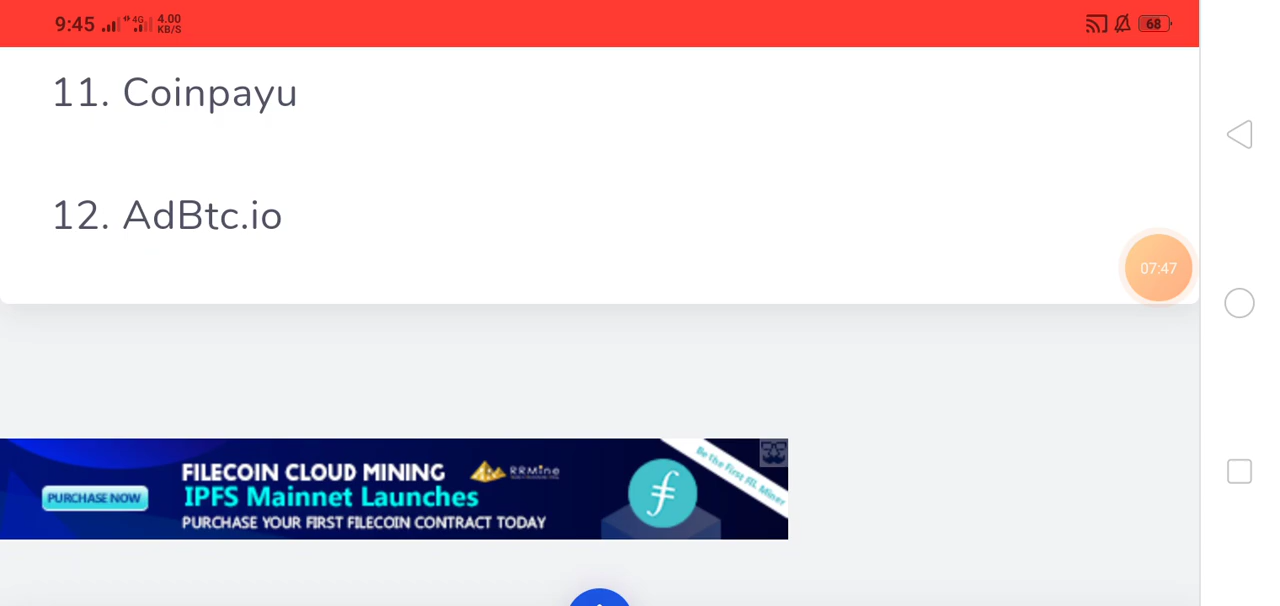 9:45 4G 4.00
KB/S
68
11. Coinpayu
12. AdBtc.io
07:47
FILECOIN CLOUD MINING RRMine
IPFS Mainnet Launches
PURCHASE NOW
PURCHASE YOUR FIRST FILECOIN CONTRACT TODAY
Be The First FIL Miner